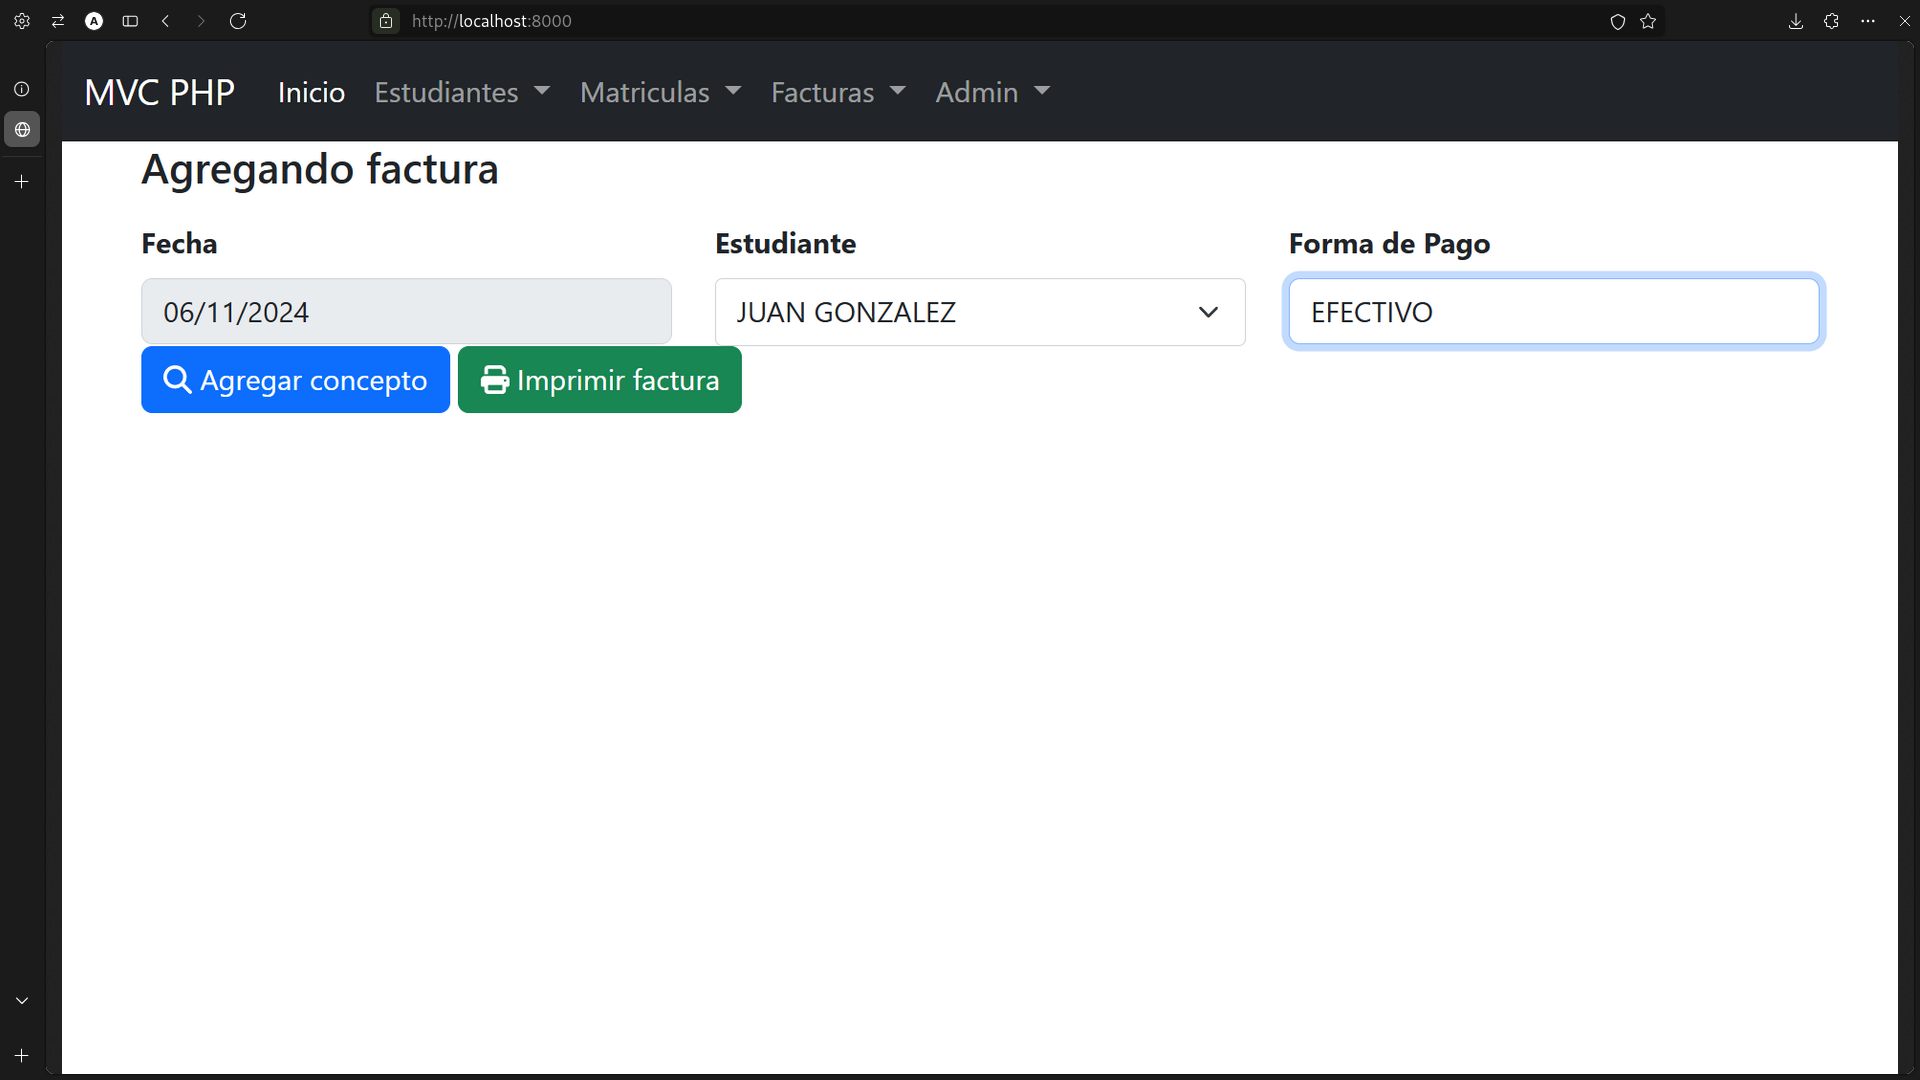 A http://localhost:8000
MVC PHP Inicio Estudiantes Matriculas Facturas Admin
Agregando factura
Fecha Estudiante Forma de Pago
06/11/2024 JUAN GONZALEZ EFECTIVO
Agregar concepto Imprimir factura